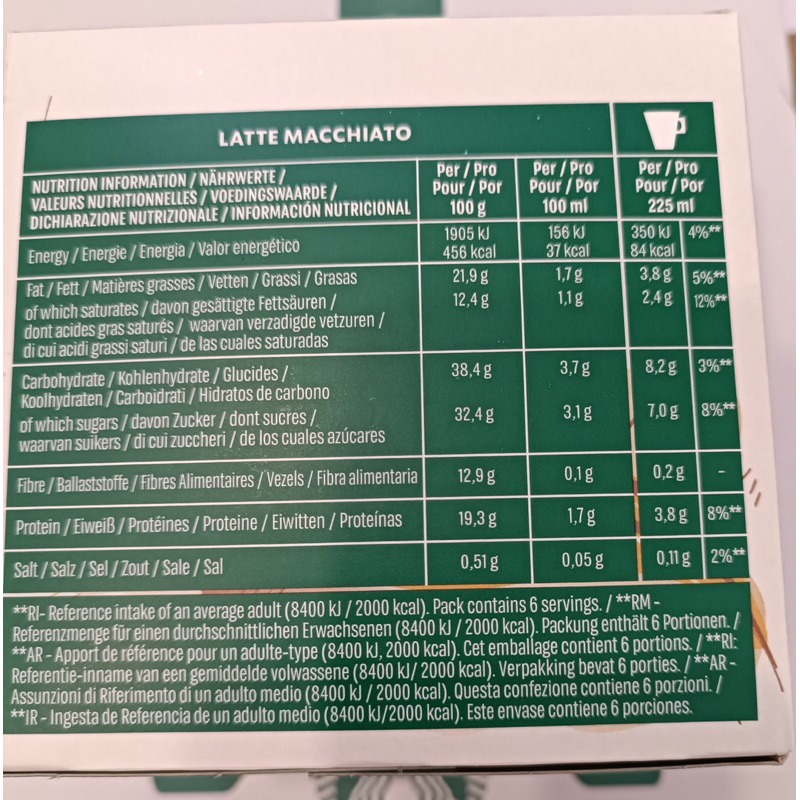 LATTE MACCHIATO
NUTRITION INFORMATION / NÄHRWERTE /
VALEURS NUTRITIONNELLES / VOEDINGSWAARDE /
DICHIARAZIONE NUTRIZIONALE / INFORMACIÓN NUTRICIONAL
Per / Pro
Pour / Por
100 g
Per / Pro
Pour / Por
100 ml
Per / Pro
Pour / Por
225 ml
Energy / Energie / Energia / Valor energético
1905 kJ 156 kJ 350 kJ 4%**
456 kcal 37 kcal 84 kcal
Fat / Fett / Matières grasses / Vetten / Grassi / Grasas 21,9 g 1,7 g 3,8 g 5%**
of which saturates / davon gesättigte Fettsäuren / 12,4 g 1,1 g 2,4 g 12%**
dont acides gras saturés / waarvan verzadigde vetzuren /
di cui acidi grassi saturi / de las cuales saturadas
Carbohydrate / Kohlenhydrate / Glucides / 38,4 g 3,7 g 8,2 g 3%**
Koolhydraten / Carboidrati / Hidratos de carbono
of which sugars / davon Zucker / dont sucres / 32,4 g 3,1 g 7,0 g 8%**
waarvan suikers / di cui zuccheri / de los cuales azúcares
Fibre / Ballaststoffe / Fibres Alimentaires / Vezels / Fibra alimentaria 12,9 g 0,1 g 0,2 g -
Protein / Eiweiß / Protéines / Proteine / Eiwitten / Proteínas 19,3 g 1,7 g 3,8 g 8%**
Salt / Salz / Sel / Zout / Sale / Sal 0,51 g 0,05 g 0,11 g 2%**
**RI- Reference intake of an average adult (8400 kJ / 2000 kcal). Pack contains 6 servings. / **RM -
Referenzmenge für einen durchschnittlichen Erwachsenen (8400 kJ / 2000 kcal). Packung enthält 6 Portionen. /
**AR - Apport de référence pour un adulte-type (8400 kJ, 2000 kcal). Cet emballage contient 6 portions. / **RI:
Referentie-inname van een gemiddelde volwassene (8400 kJ/ 2000 kcal). Verpakking bevat 6 porties. / **AR -
Assunzioni di Riferimento di un adulto medio (8400 kJ / 2000 kcal). Questa confezione contiene 6 porzioni. /
**IR - Ingesta de Referencia de un adulto medio (8400 kJ/2000 kcal). Este envase contiene 6 porciones.